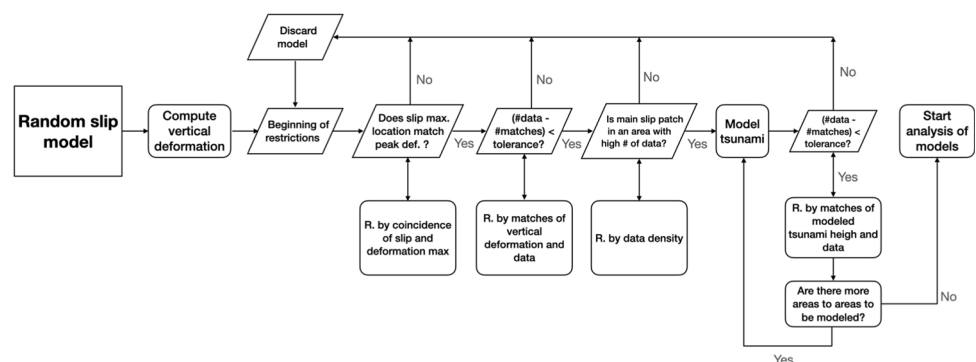 Discard
model
No
No
No
No
Random slip
model
Compute
vertical
deformation
Beginning of
restrictions
Does slip max.
location match
peak def. ?
Yes
(#data -
#matches) <
tolerance?
Yes
Is main slip patch
in an area with
high # of data?
Yes
Model
tsunami
(#data -
#matches) <
tolerance?
Start
analysis of
models
Yes
R. by coincidence
of slip and
deformation max
R. by matches of
vertical
deformation and
data
R. by data density
R. by matches of
modeled
tsunami heigh and
data
Are there more
areas to areas to
be modeled?
No
Yes